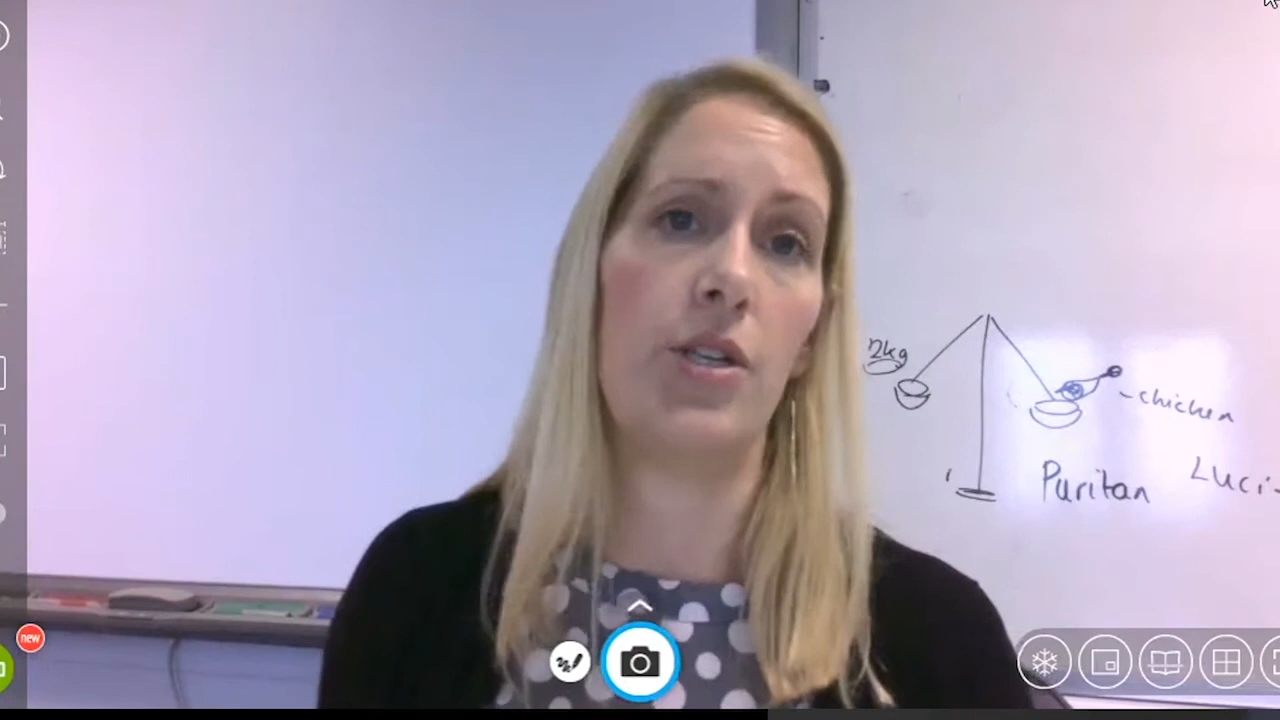 2kg
-chicken
Puritan
Luci-
new